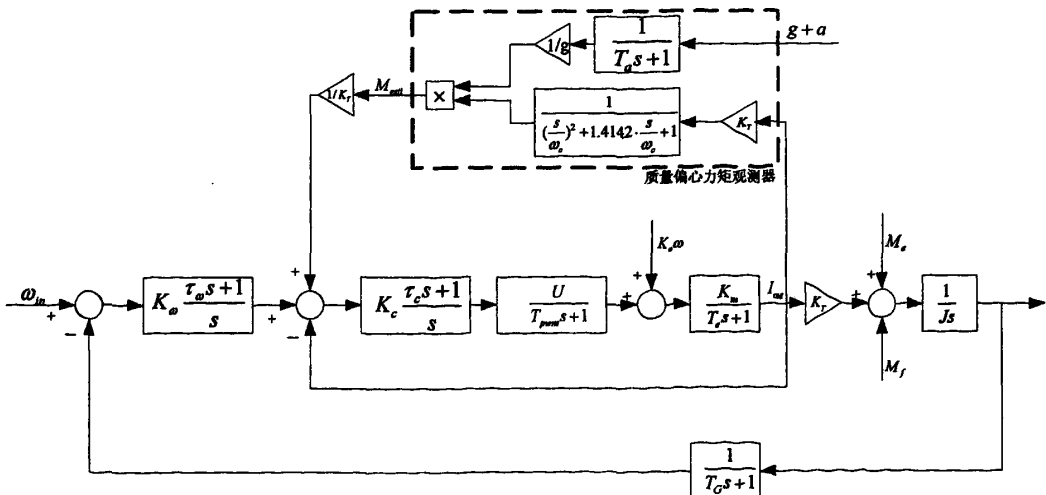 g + a
1/g
1
T_a s + 1
1/K_T
M_esti
×
1
(s/ω_o)^2 + 1.4142 · s/ω_o + 1
K_T
质量偏心力矩观测器
+
K_e ω
M_e
ω_in
+
−
K_ω (τ_ω s + 1)/s
+
−
K_c (τ_c s + 1)/s
U
T_pwm s + 1
+
+
K_m
T_e s + 1
I_mt
K_T
+
+
1
Js
M_f
1
T_G s + 1